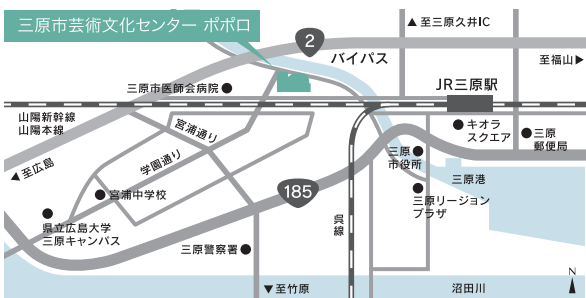 三原市芸術文化センター ポポロ
2
バイパス
▲至三原久井IC
至福山▶
三原市医師会病院
JR三原駅
山陽新幹線
山陽本線
宮浦通り
キオラ
スクエア
三原
郵便局
学園通り
三原
市役所
◀至広島
宮浦中学校
185
三原港
三原リージョン
プラザ
県立広島大学
三原キャンパス
呉線
三原警察署
▼至竹原
沼田川
N